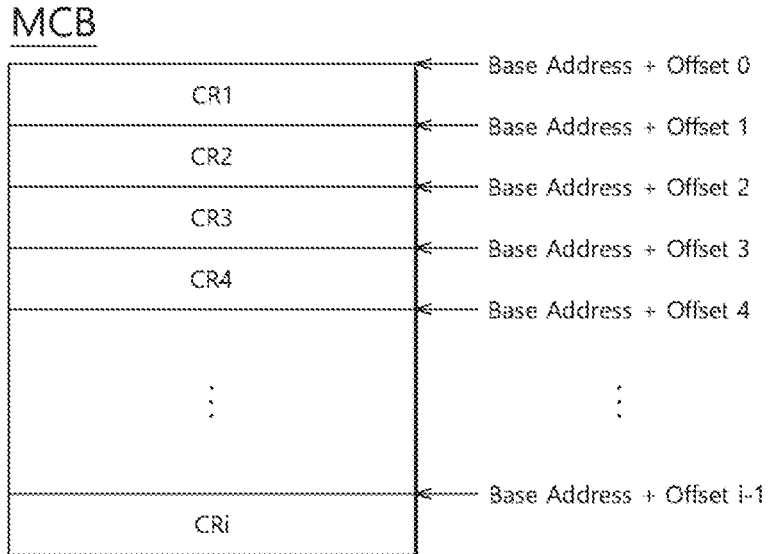 MCB
Base Address + Offset 0
CR1
Base Address + Offset 1
CR2
Base Address + Offset 2
CR3
Base Address + Offset 3
CR4
Base Address + Offset 4
⋮ ⋮
Base Address + Offset i-1
CRi